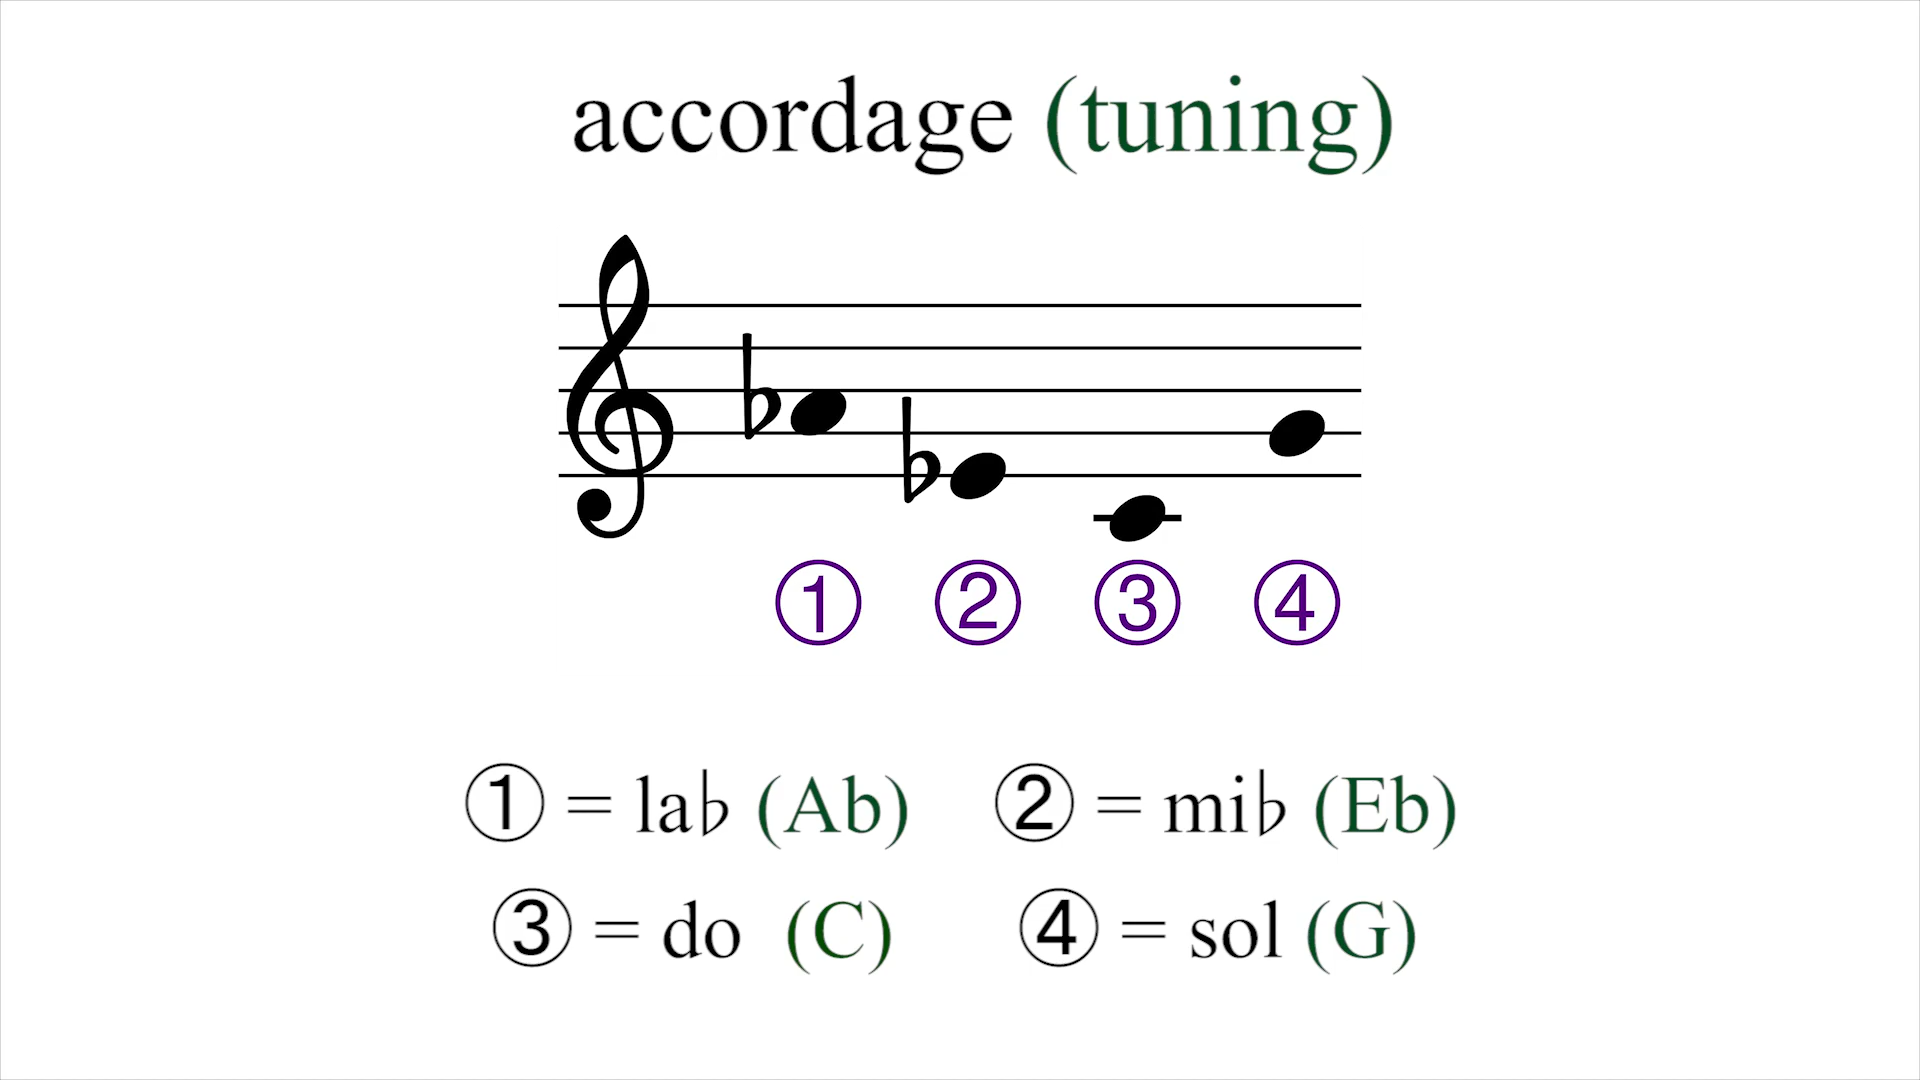 accordage (tuning)
① ② ③ ④
① = la♭ (Ab) ② = mi♭ (Eb)
③ = do (C) ④ = sol (G)